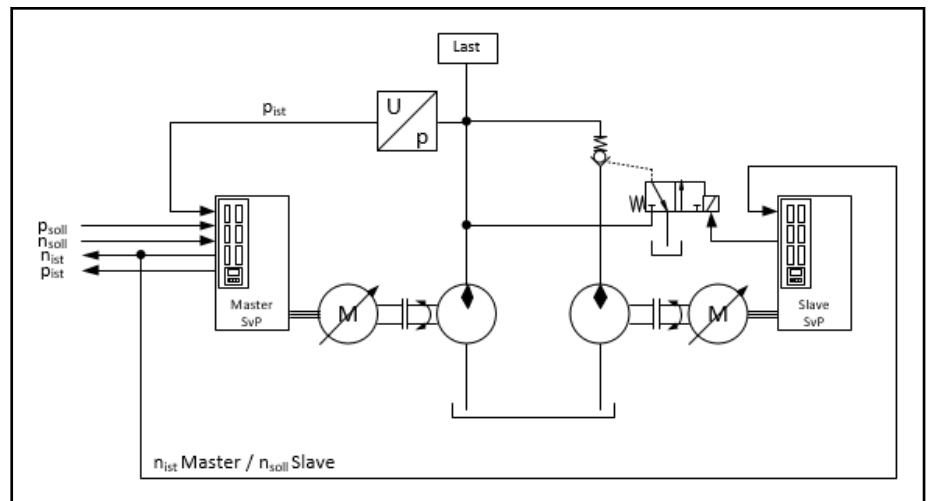 Last
p_ist
U
p
p_soll
n_soll
n_ist
p_ist
Master
SvP
M
M
Slave
SvP
n_ist Master / n_soll Slave